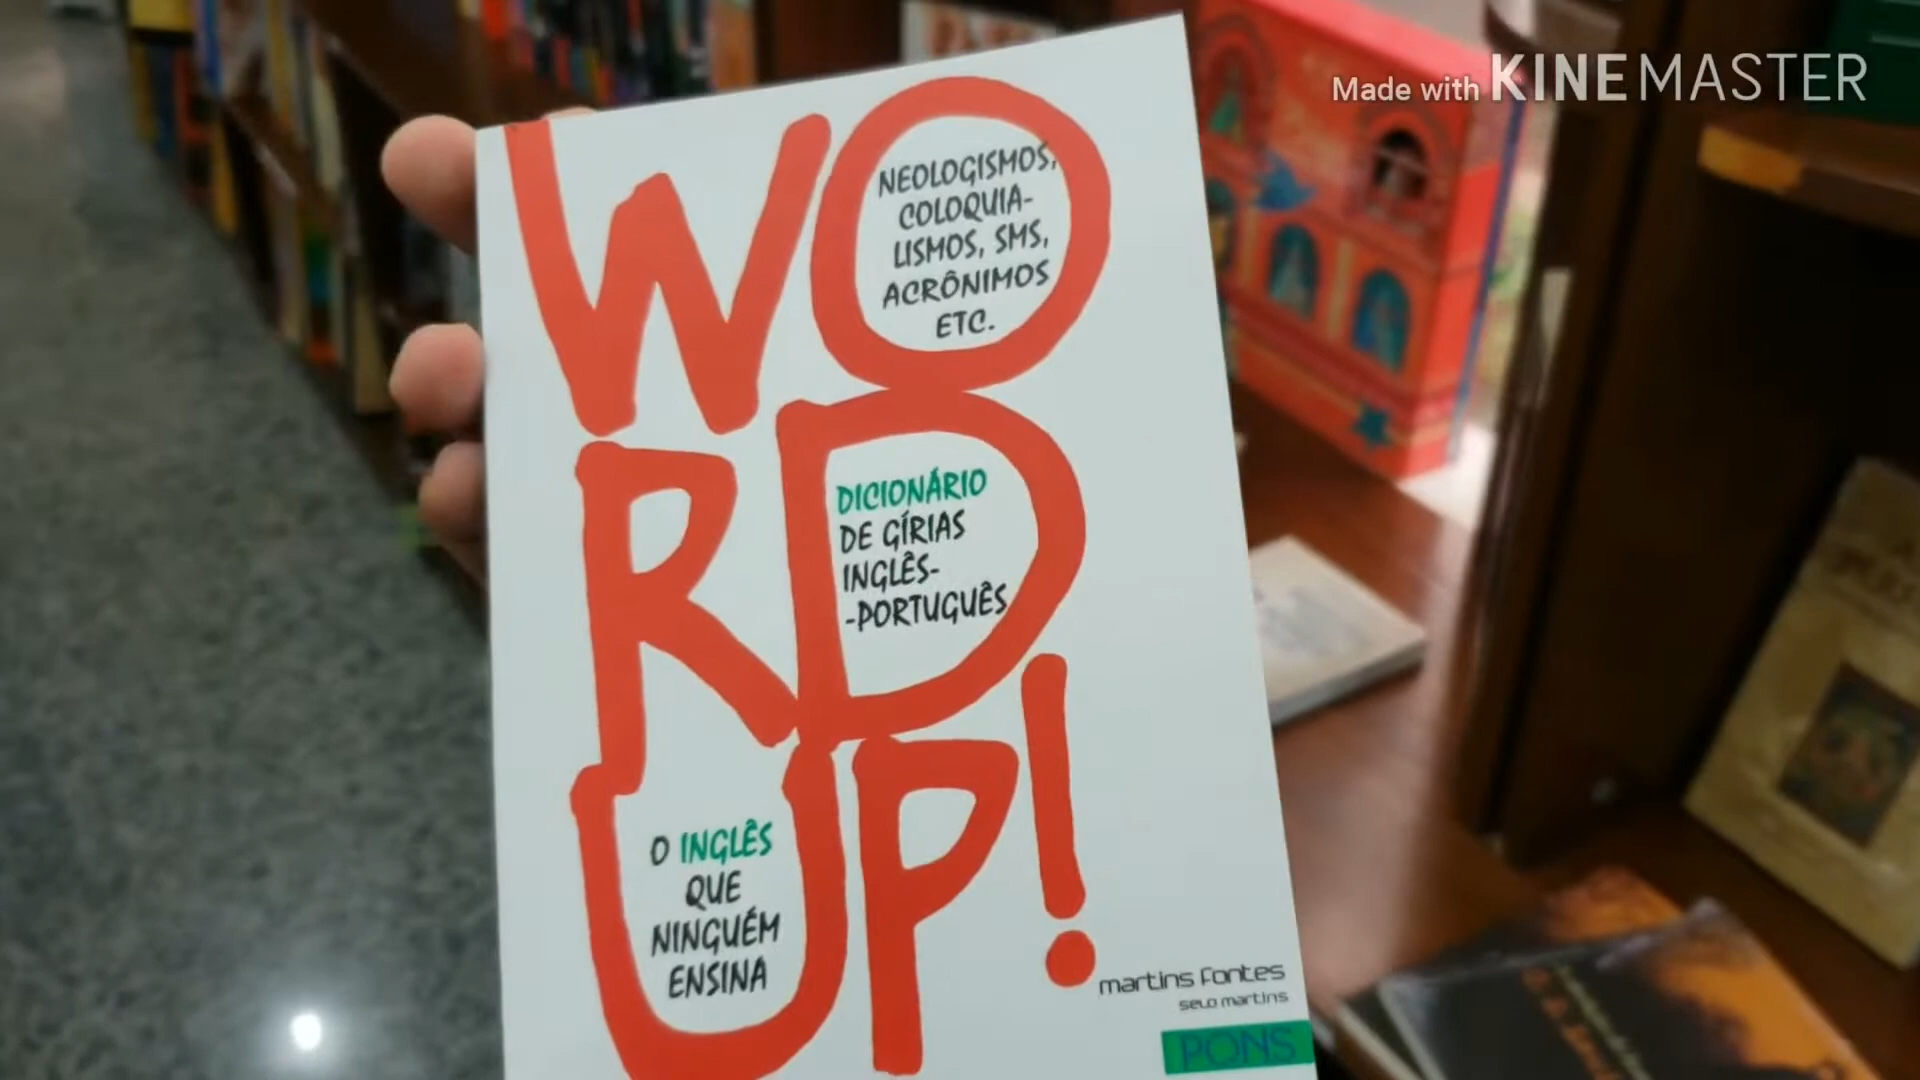 Made with KINEMASTER
WO
NEOLOGISMOS,
COLOQUIA-
LISMOS, SMS,
ACRÔNIMOS
ETC.
RD
DICIONÁRIO
DE GÍRIAS
INGLÊS-
-PORTUGUÊS
UP!
O INGLÊS
QUE
NINGUÉM
ENSINA
martins fontes
selo martins
PONS